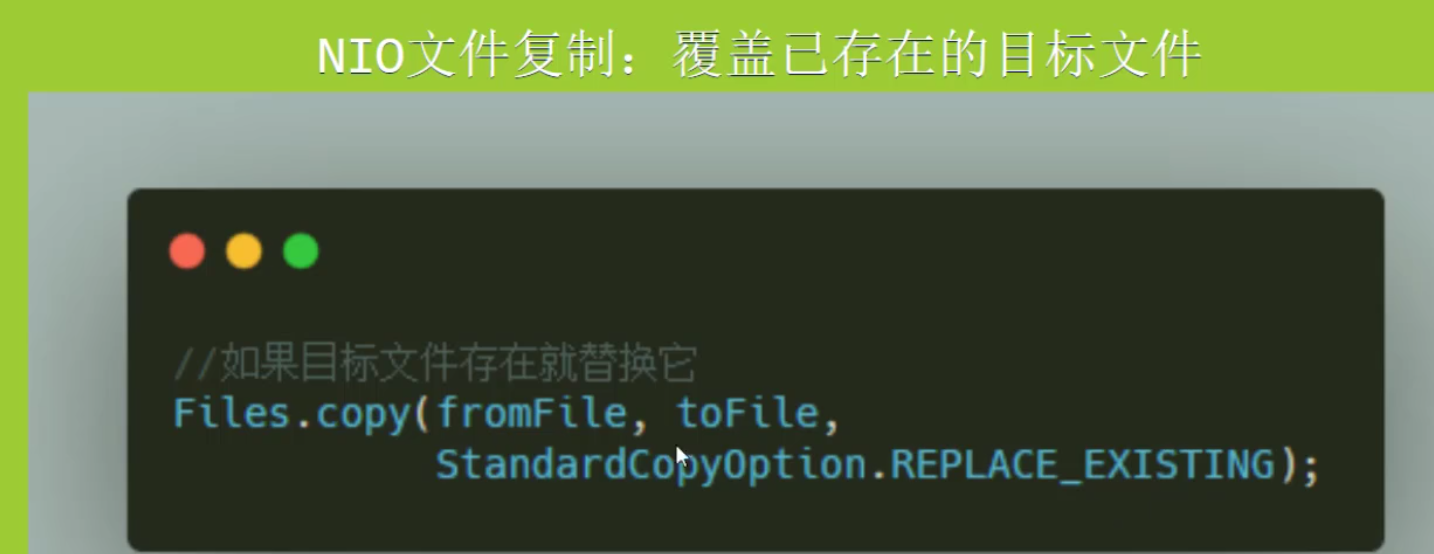 NIO文件复制：覆盖已存在的目标文件
//如果目标文件存在就替换它
Files.copy(fromFile, toFile,
StandardCopyOption.REPLACE_EXISTING);